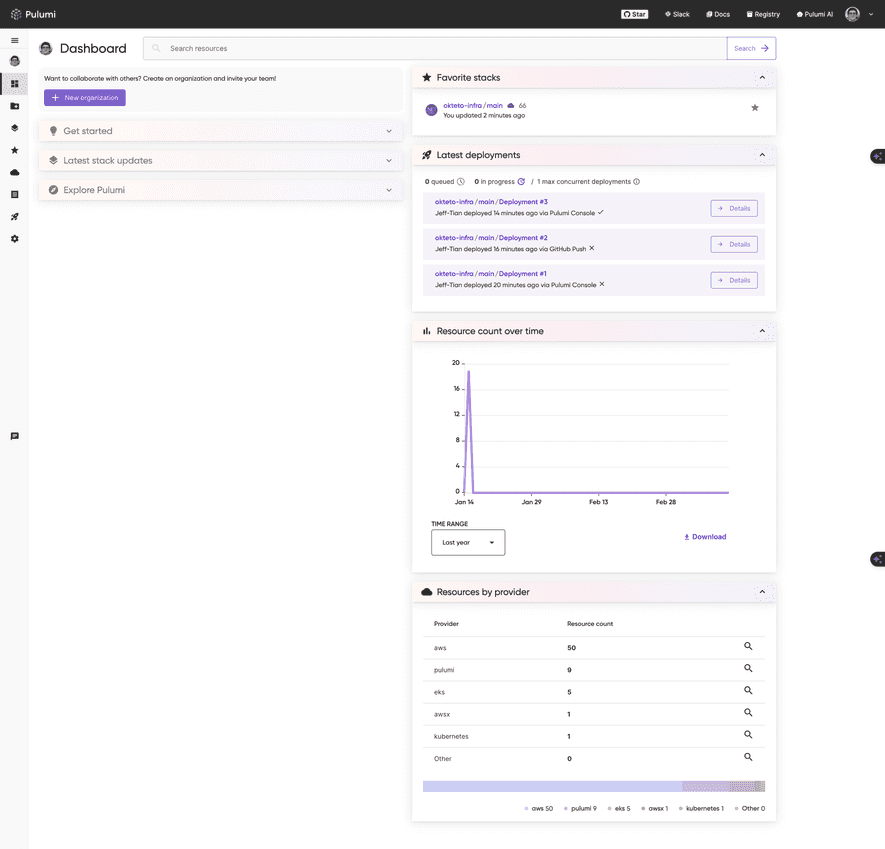 Pulumi
Star
Slack
Docs
Registry
Pulumi AI
Dashboard
Search resources
Search
Want to collaborate with others? Create an organization and invite your team!
New organization
Get started
Latest stack updates
Explore Pulumi
Favorite stacks
okteto-infra/main 66
You updated 2 minutes ago
Latest deployments
0 queued 0 in progress / 1 max concurrent deployments
okteto-infra/main/Deployment #3
Jeff-Tian deployed 14 minutes ago via Pulumi Console
Details
okteto-infra/main/Deployment #2
Jeff-Tian deployed 16 minutes ago via GitHub Push
Details
okteto-infra/main/Deployment #1
Jeff-Tian deployed 20 minutes ago via Pulumi Console
Details
Resource count over time
20
16
12
8
4
0
Jan 14 Jan 29 Feb 13 Feb 28
TIME RANGE
Last year
Download
Resources by provider
Provider Resource count
aws 50
pulumi 9
eks 5
awsx 1
kubernetes 1
Other 0
aws 50 pulumi 9 eks 5 awsx 1 kubernetes 1 Other 0